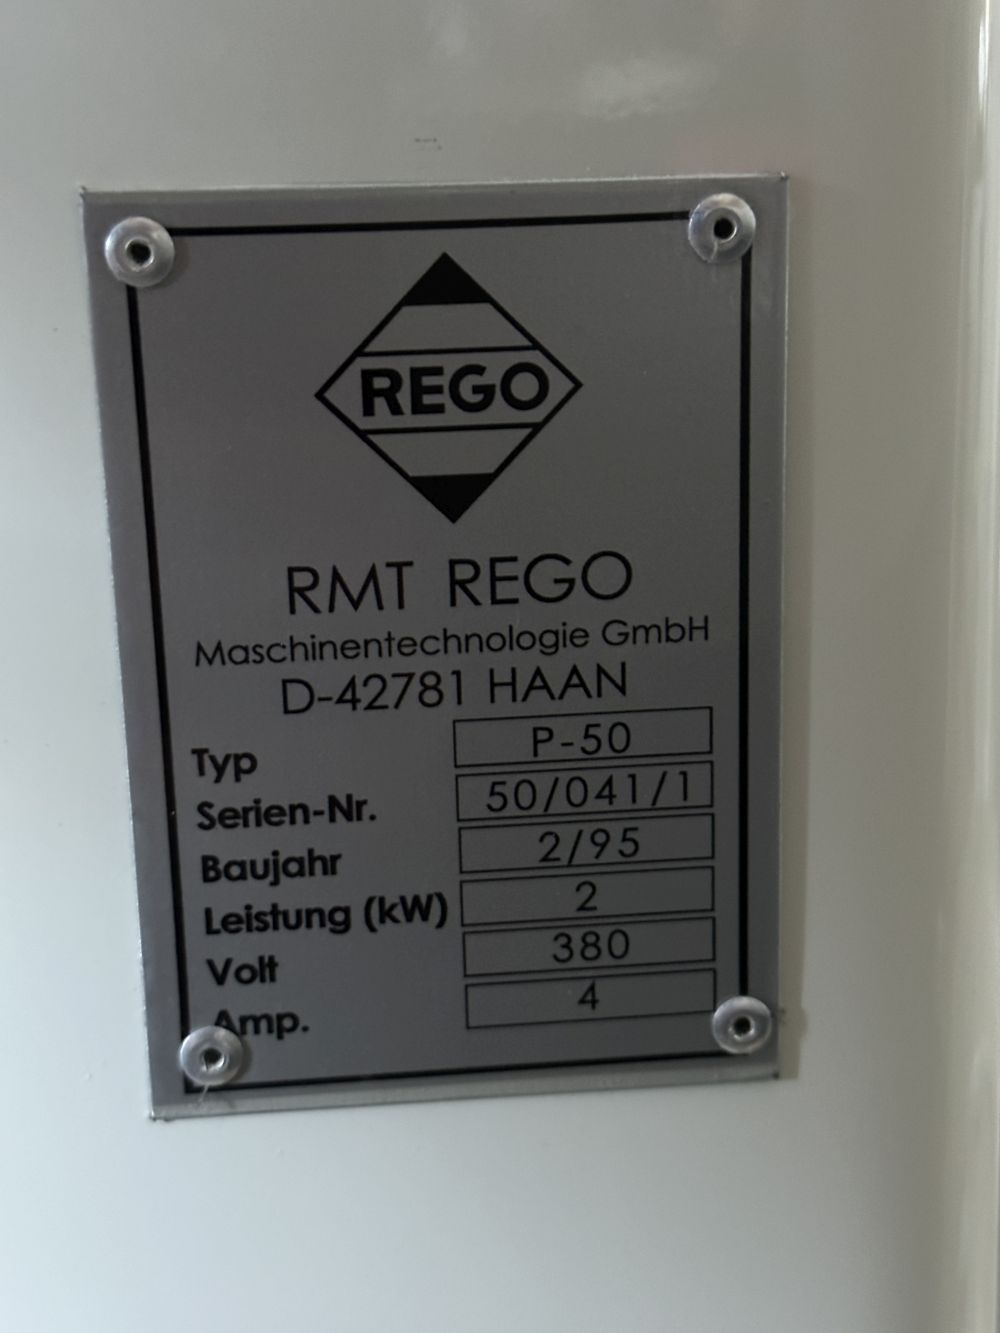 REGO
RMT REGO
Maschinentechnologie GmbH
D-42781 HAAN
Typ P-50
Serien-Nr. 50/041/1
Baujahr 2/95
Leistung (kW) 2
Volt 380
Amp. 4